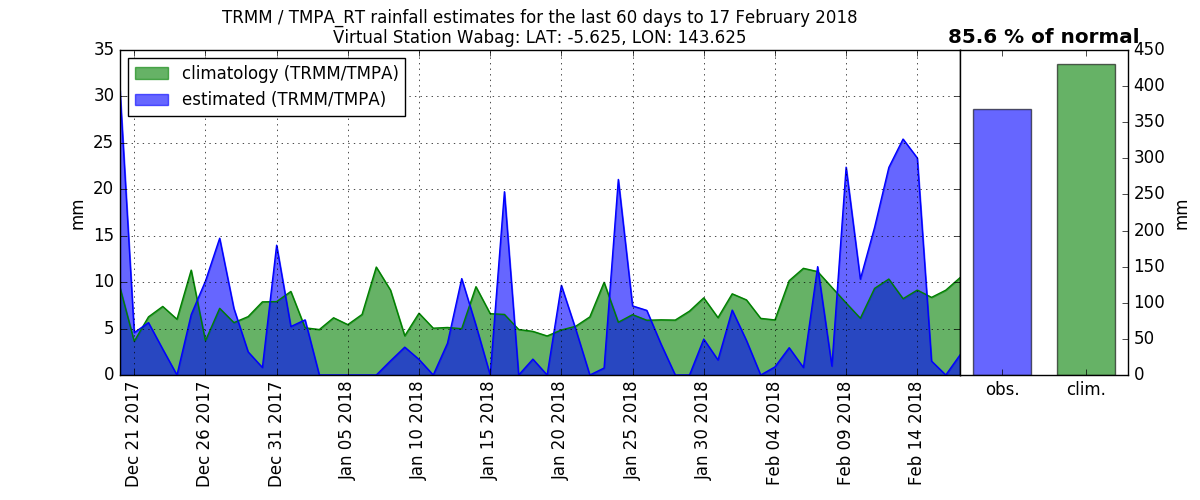 TRMM / TMPA_RT rainfall estimates for the last 60 days to 17 February 2018
Virtual Station Wabag: LAT: -5.625, LON: 143.625
85.6 % of normal
climatology (TRMM/TMPA)
estimated (TRMM/TMPA)
35
30
25
20
15
10
5
0
mm
Dec 21 2017
Dec 26 2017
Dec 31 2017
Jan 05 2018
Jan 10 2018
Jan 15 2018
Jan 20 2018
Jan 25 2018
Jan 30 2018
Feb 04 2018
Feb 09 2018
Feb 14 2018
obs.
clim.
450
400
350
300
250
200
150
100
50
0
mm